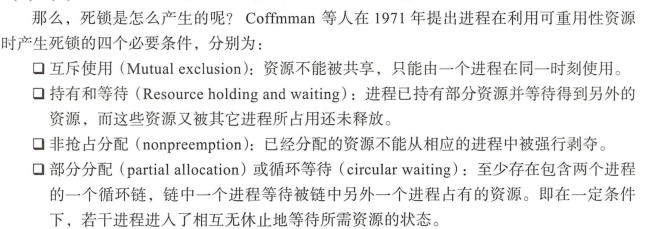 那么，死锁是怎么产生的呢？ Coffmman 等人在 1971 年提出进程在利用可重用性资源
时产生死锁的四个必要条件，分别为：
❑ 互斥使用（Mutual exclusion）：资源不能被共享，只能由一个进程在同一时刻使用。
❑ 持有和等待（Resource holding and waiting）：进程已持有部分资源并等待得到另外的
资源，而这些资源又被其它进程所占用还未释放。
❑ 非抢占分配（nonpreemption）：已经分配的资源不能从相应的进程中被强行剥夺。
❑ 部分分配（partial allocation）或循环等待（circular waiting）：至少存在包含两个进程
的一个循环链，链中一个进程等待被链中另外一个进程占有的资源。即在一定条件
下，若干进程进入了相互无休止地等待所需资源的状态。